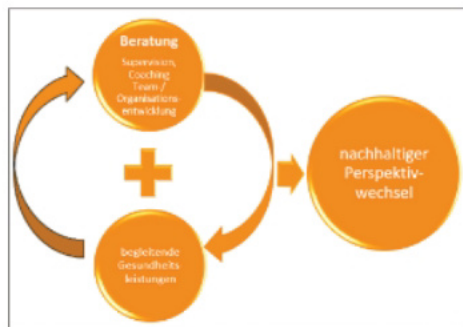 Beratung
Supervision,
Coaching
Team-/
Organisations-
entwicklung
nachhaltiger
Perspektiv-
wechsel
begleitende
Gesundheits
leistungen